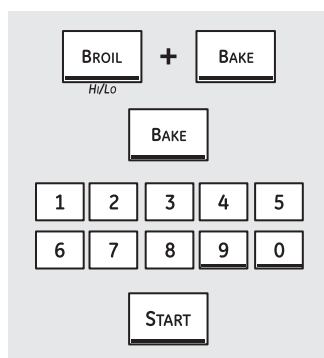 BROIL + BAKE
HI/LO
BAKE
1 2 3 4 5
6 7 8 9 0
START